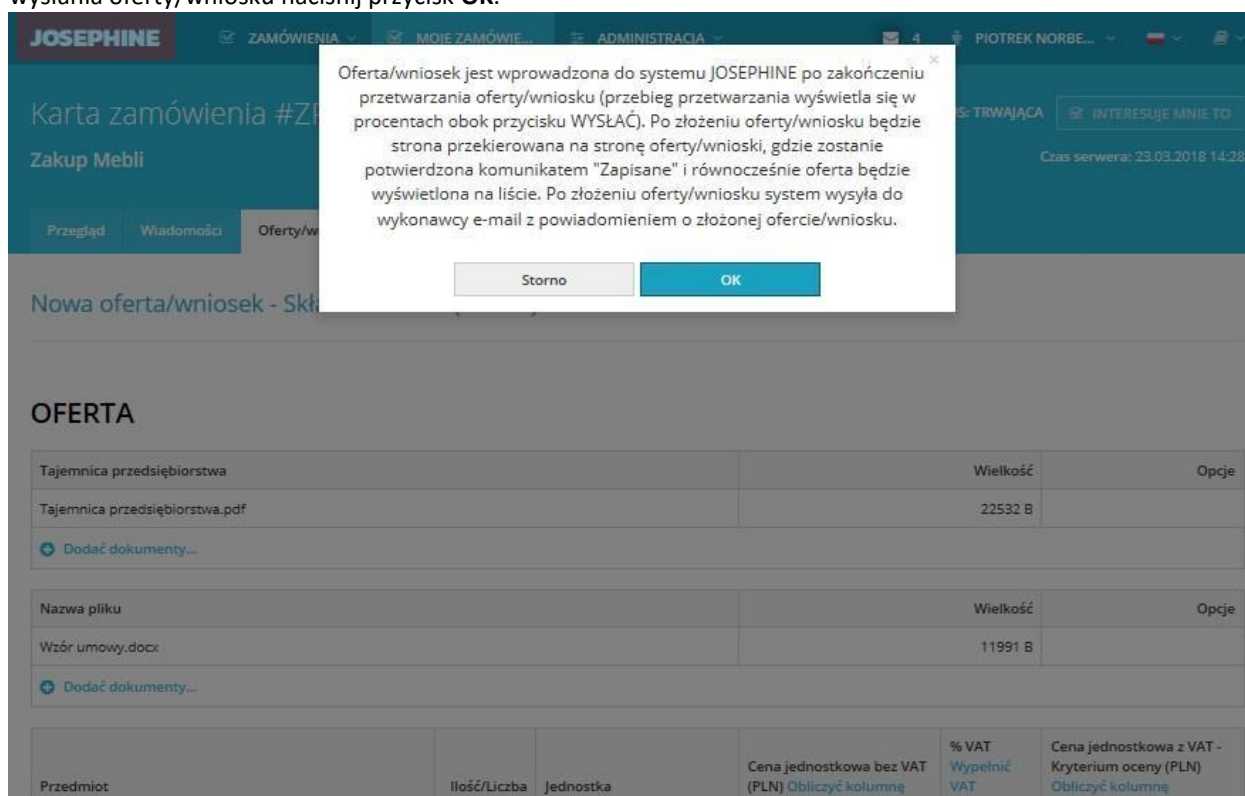 wysłania oferty/wniosku naciśnij przycisk OK.
JOSEPHINE ZAMÓWIENIA MOJE ZAMÓWIE... ADMINISTRACJA 4 PIOTREK NORBE...
×
Oferta/wniosek jest wprowadzona do systemu JOSEPHINE po zakończeniu
przetwarzania oferty/wniosku (przebieg przetwarzania wyświetla się w
procentach obok przycisku WYSŁAĆ). Po złożeniu oferty/wniosku będzie
strona przekierowana na stronę oferty/wnioski, gdzie zostanie
potwierdzona komunikatem "Zapisane" i równocześnie oferta będzie
wyświetlona na liście. Po złożeniu oferty/wniosku system wysyła do
wykonawcy e-mail z powiadomieniem o złożonej ofercie/wniosku.
Storno OK
Karta zamówienia
TRWAJĄCA INTERESUJE MNIE TO
Zakup Mebli Czas serwera: 23.03.2018 14:28
Przegląd Wiadomości Oferty/w
Nowa oferta/wniosek -
OFERTA
Tajemnica przedsiębiorstwa Wielkość Opcje
Tajemnica przedsiębiorstwa.pdf 22532 B
Dodać dokumenty...
Nazwa pliku Wielkość Opcje
Wzór umowy.docx 11991 B
Dodać dokumenty...
Przedmiot Ilość/Liczba Jednostka
Cena jednostkowa bez VAT
(PLN) Obliczyć kolumnę
% VAT
Wypełnić
VAT
Cena jednostkowa z VAT -
Kryterium oceny (PLN)
Obliczyć kolumnę